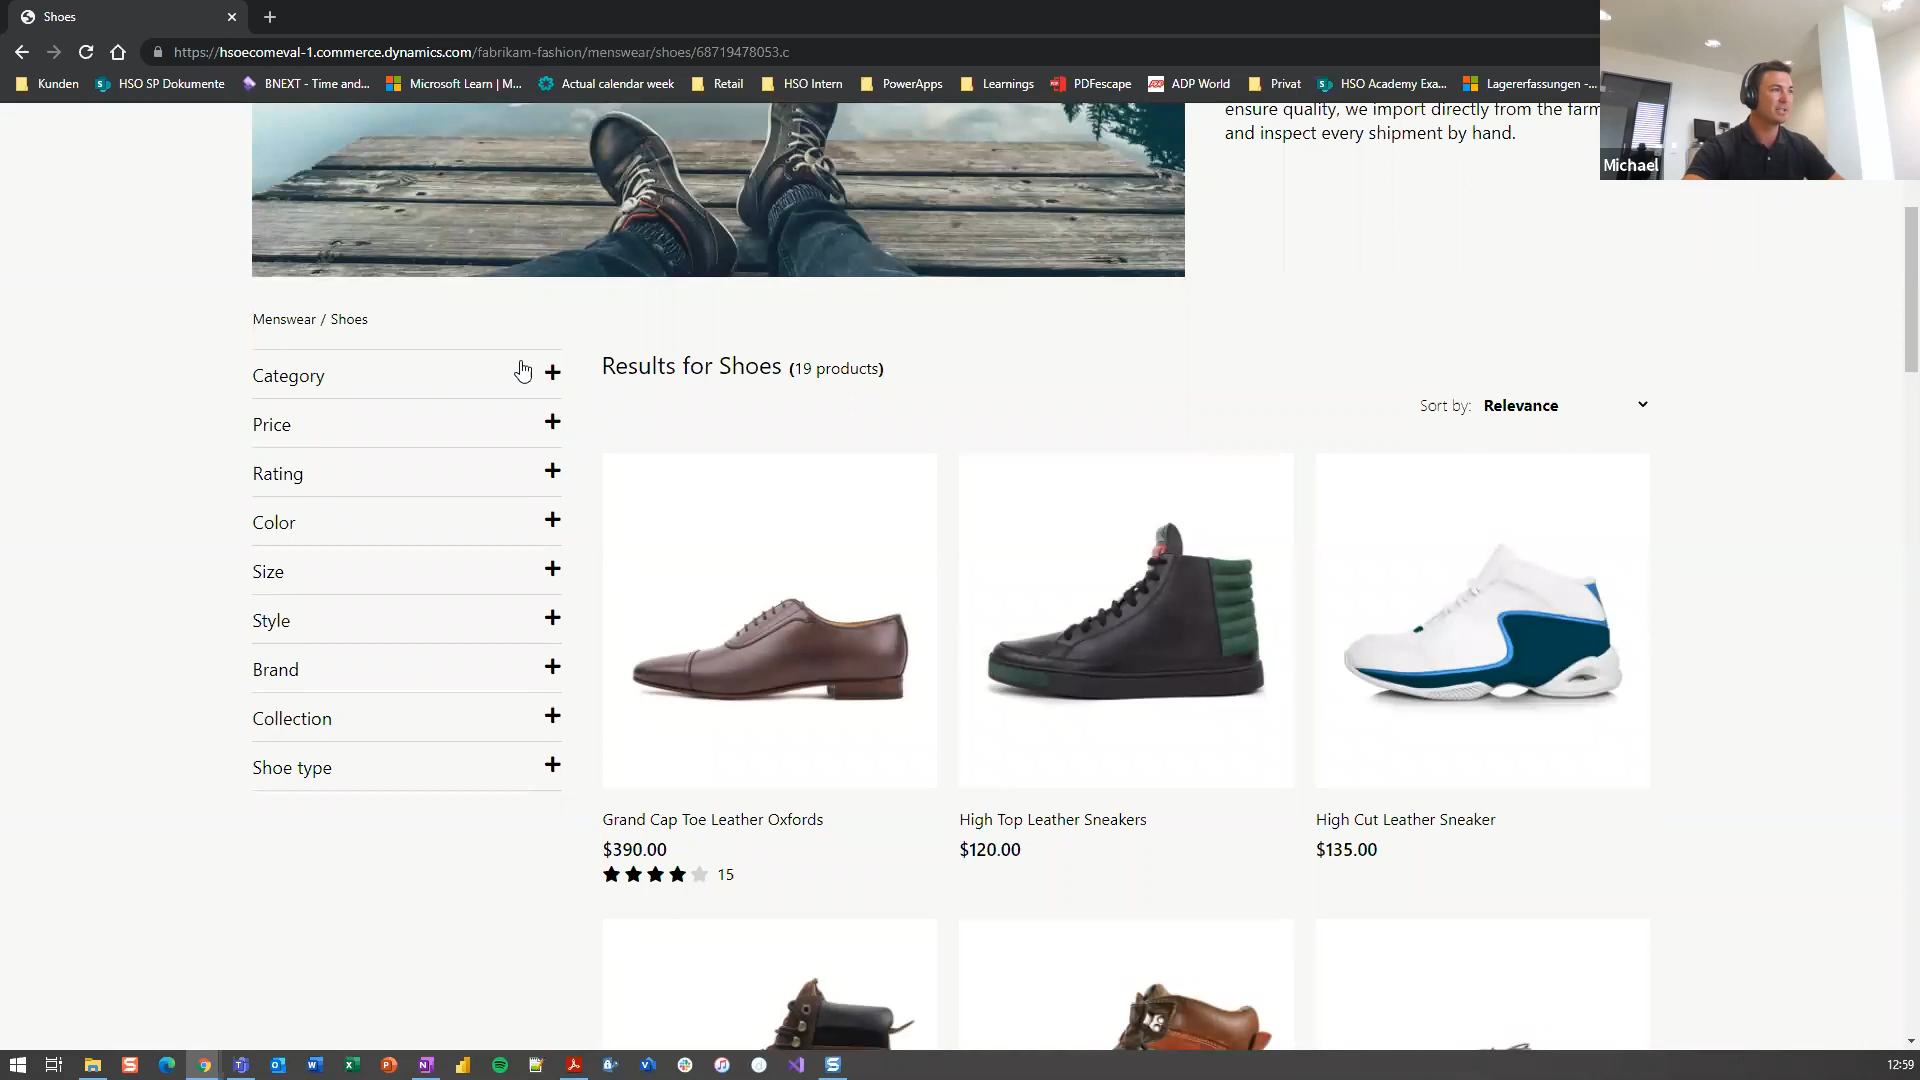 Shoes
https://hsoecomeval-1.commerce.dynamics.com/fabrikam-fashion/menswear/shoes/68719478053.c
Kunden HSO SP Dokumente BNEXT - Time and... Microsoft Learn | M... Actual calendar week Retail HSO Intern PowerApps Learnings PDFescape ADP World Privat HSO Academy Exa... Lagererfassungen -...
ensure quality, we import directly from the farm
and inspect every shipment by hand.
Michael
Menswear / Shoes
Category
Price
Rating
Color
Size
Style
Brand
Collection
Shoe type
Results for Shoes (19 products)
Sort by: Relevance
Grand Cap Toe Leather Oxfords
$390.00
15
High Top Leather Sneakers
$120.00
High Cut Leather Sneaker
$135.00
12:59